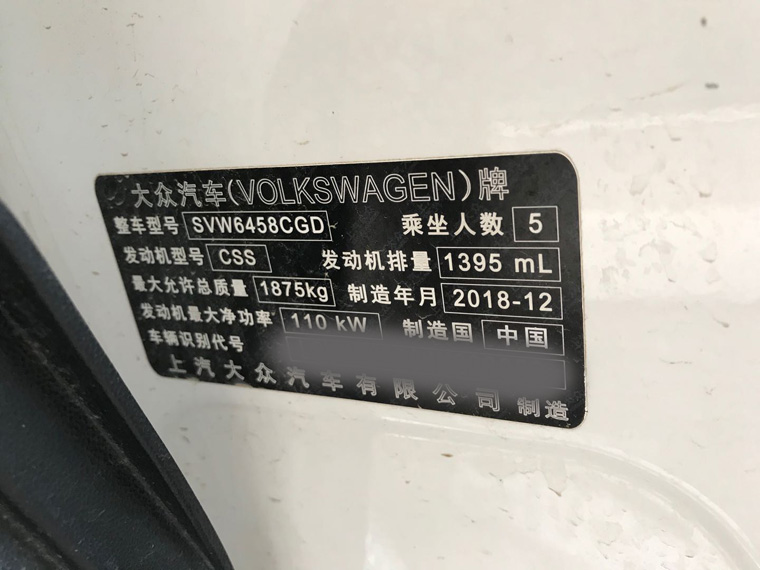 大众汽车(VOLKSWAGEN)牌
整车型号 SVW6458CGD 乘坐人数 5
发动机型号 CSS 发动机排量 1395 mL
最大允许总质量 1875kg 制造年月 2018-12
发动机最大净功率 110 kW 制造国 中国
车辆识别代号
上汽大众汽车有限公司 制造